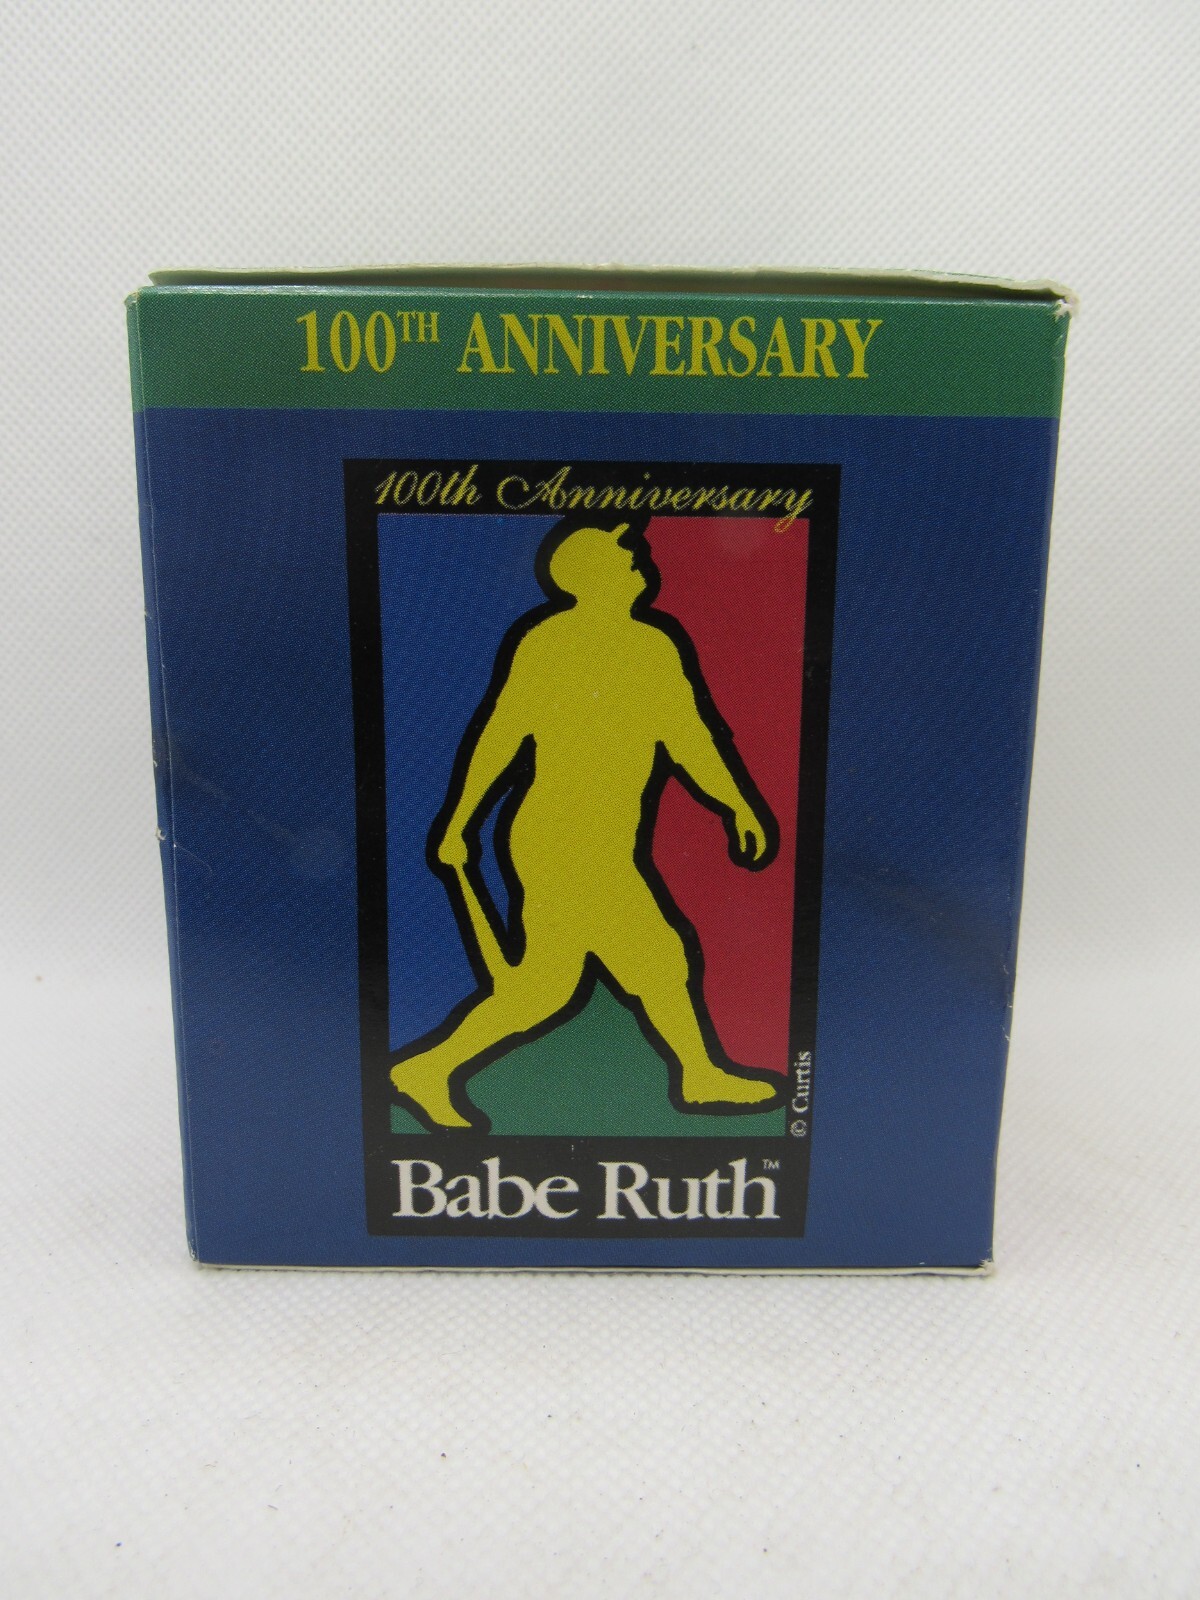 100TH ANNIVERSARY
100th Anniversary
© Curtis
Babe Ruth™